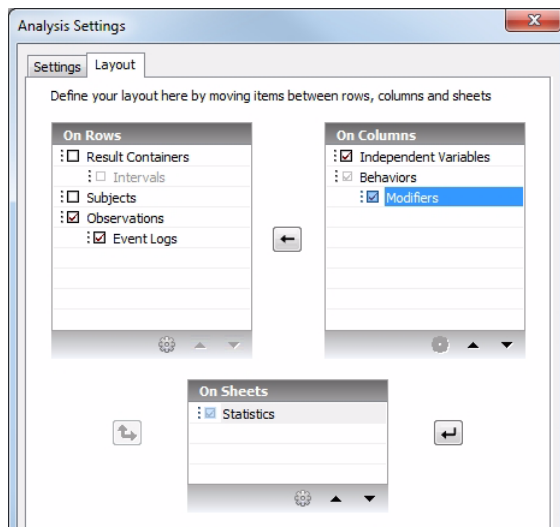 Analysis Settings
Settings Layout
Define your layout here by moving items between rows, columns and sheets
On Rows
Result Containers
Intervals
Subjects
Observations
Event Logs
On Columns
Independent Variables
Behaviors
Modifiers
On Sheets
Statistics